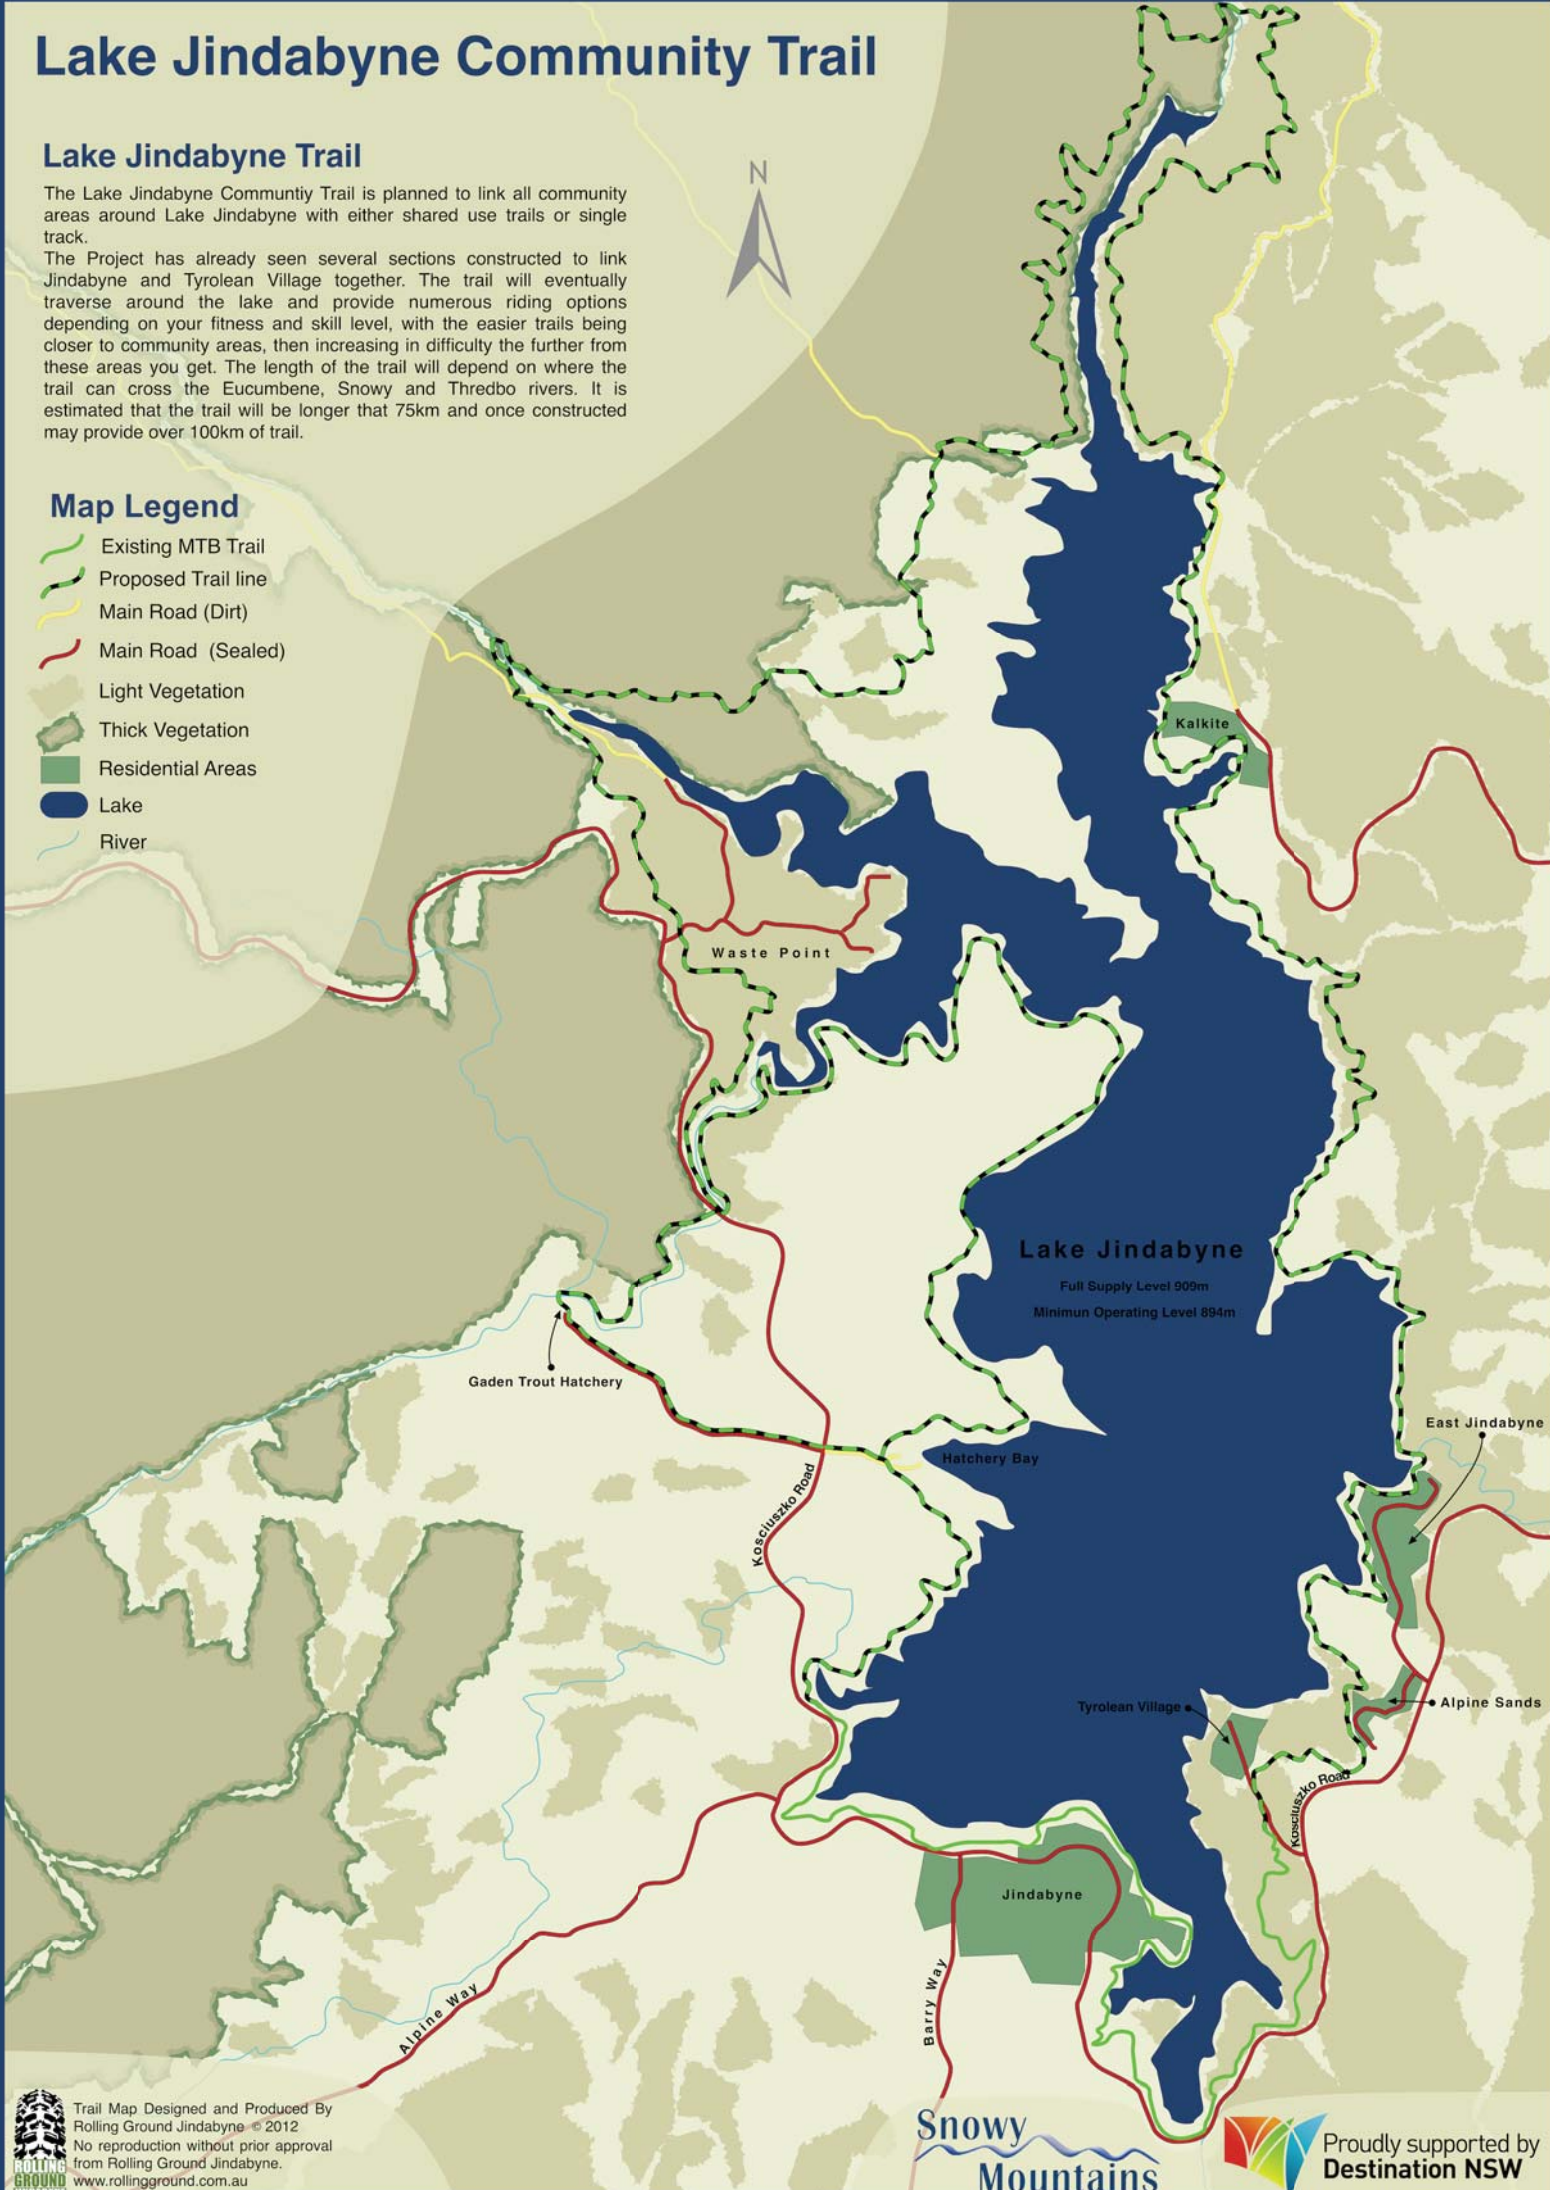 Lake Jindabyne Community Trail
Lake Jindabyne Trail
The Lake Jindabyne Communtiy Trail is planned to link all community
areas around Lake Jindabyne with either shared use trails or single
track.
The Project has already seen several sections constructed to link
Jindabyne and Tyrolean Village together. The trail will eventually
traverse around the lake and provide numerous riding options
depending on your fitness and skill level, with the easier trails being
closer to community areas, then increasing in difficulty the further from
these areas you get. The length of the trail will depend on where the
trail can cross the Eucumbene, Snowy and Thredbo rivers. It is
estimated that the trail will be longer that 75km and once constructed
may provide over 100km of trail.
N
Map Legend
Existing MTB Trail
Proposed Trail line
Main Road (Dirt)
Main Road (Sealed)
Light Vegetation
Thick Vegetation
Residential Areas
Lake
River
Kalkite
Waste Point
Lake Jindabyne
Full Supply Level 909m
Minimun Operating Level 894m
Gaden Trout Hatchery
East Jindabyne
Hatchery Bay
Kosciuszko Road
Tyrolean Village
Alpine Sands
Kosciuszko Road
Jindabyne
Barry Way
Alpine Way
Trail Map Designed and Produced By
Rolling Ground Jindabyne © 2012
No reproduction without prior approval
from Rolling Ground Jindabyne.
www.rollingground.com.au
ROLLING
GROUND
Snowy
Mountains
Proudly supported by
Destination NSW